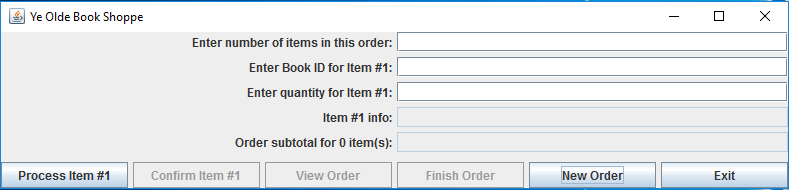 Ye Olde Book Shoppe
Enter number of items in this order:
Enter Book ID for Item #1:
Enter quantity for Item #1:
Item #1 info:
Order subtotal for 0 item(s):
Process Item #1 Confirm Item #1 View Order Finish Order New Order Exit